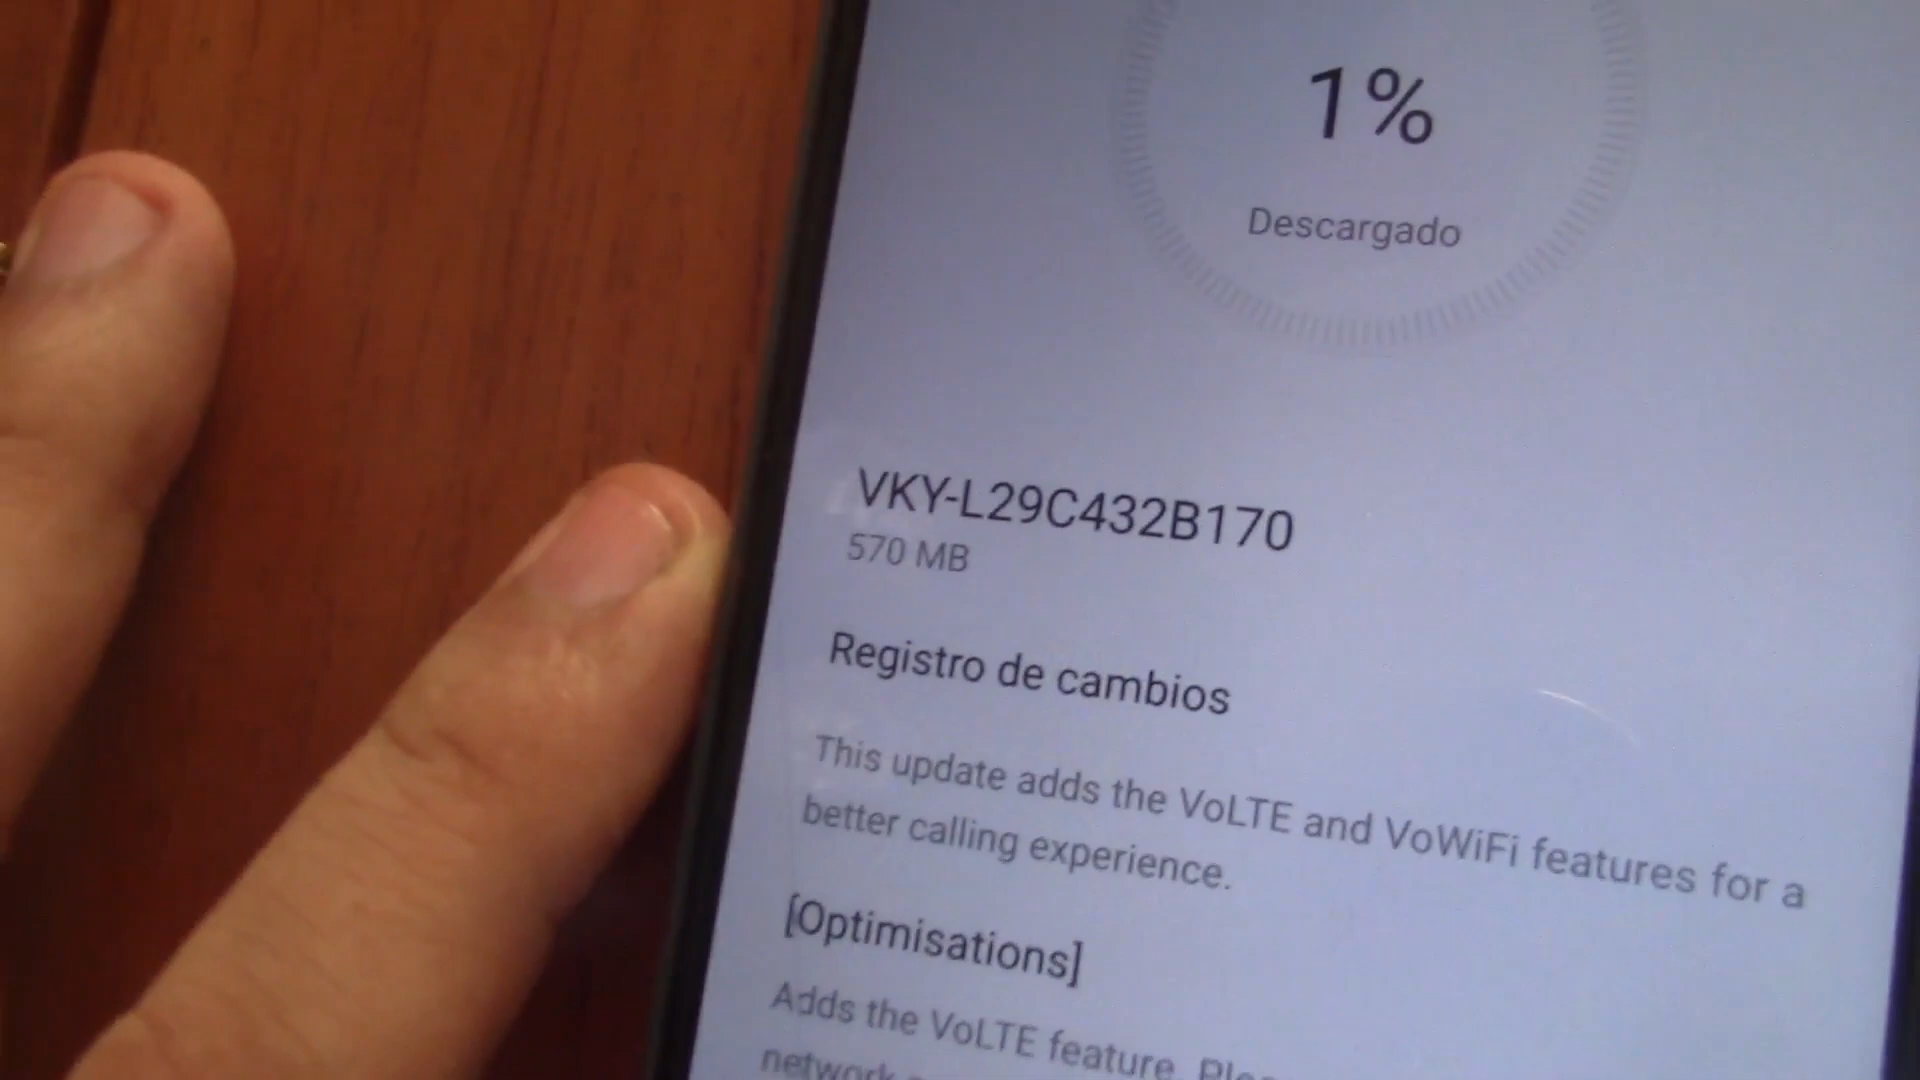 1%
Descargado
VKY-L29C432B170
570 MB
Registro de cambios
This update adds the VoLTE and VoWiFi features for a
better calling experience.
[Optimisations]
Adds the VoLTE feature.
network